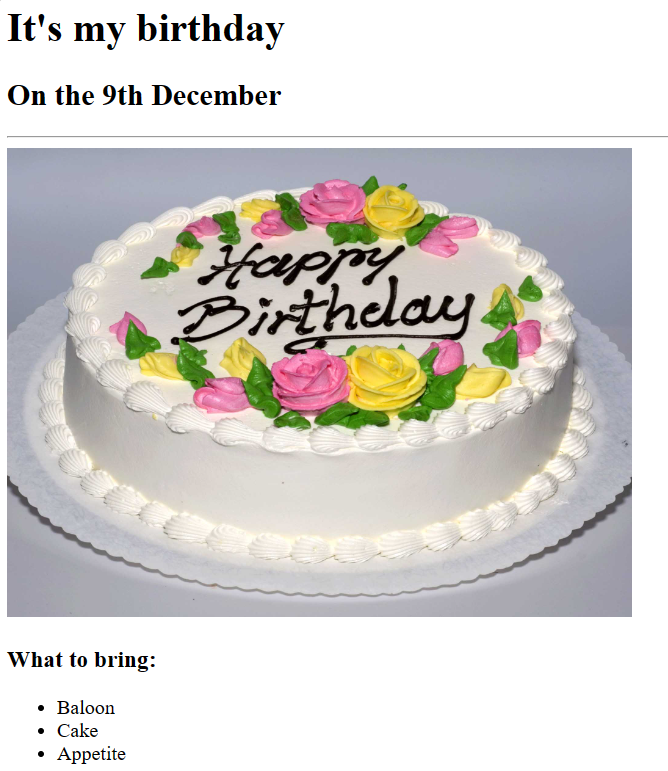 It's my birthday
On the 9th December
Happy
Birthday
What to bring:
Baloon
Cake
Appetite